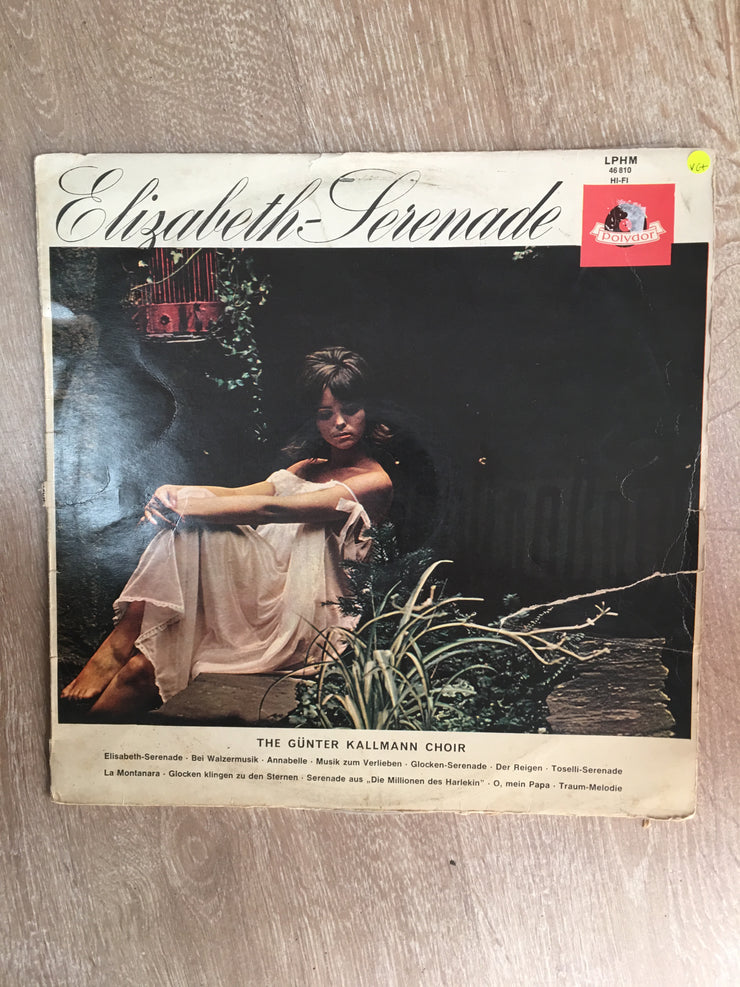 Elizabeth-Serenade
LPHM
46 810
HI-FI
VG+
Polydor
THE GÜNTER KALLMANN CHOIR
Elisabeth-Serenade · Bei Walzermusik · Annabelle · Musik zum Verlieben · Glocken-Serenade · Der Reigen · Toselli-Serenade
La Montanara · Glocken klingen zu den Sternen · Serenade aus „Die Millionen des Harlekin" · O, mein Papa · Traum-Melodie